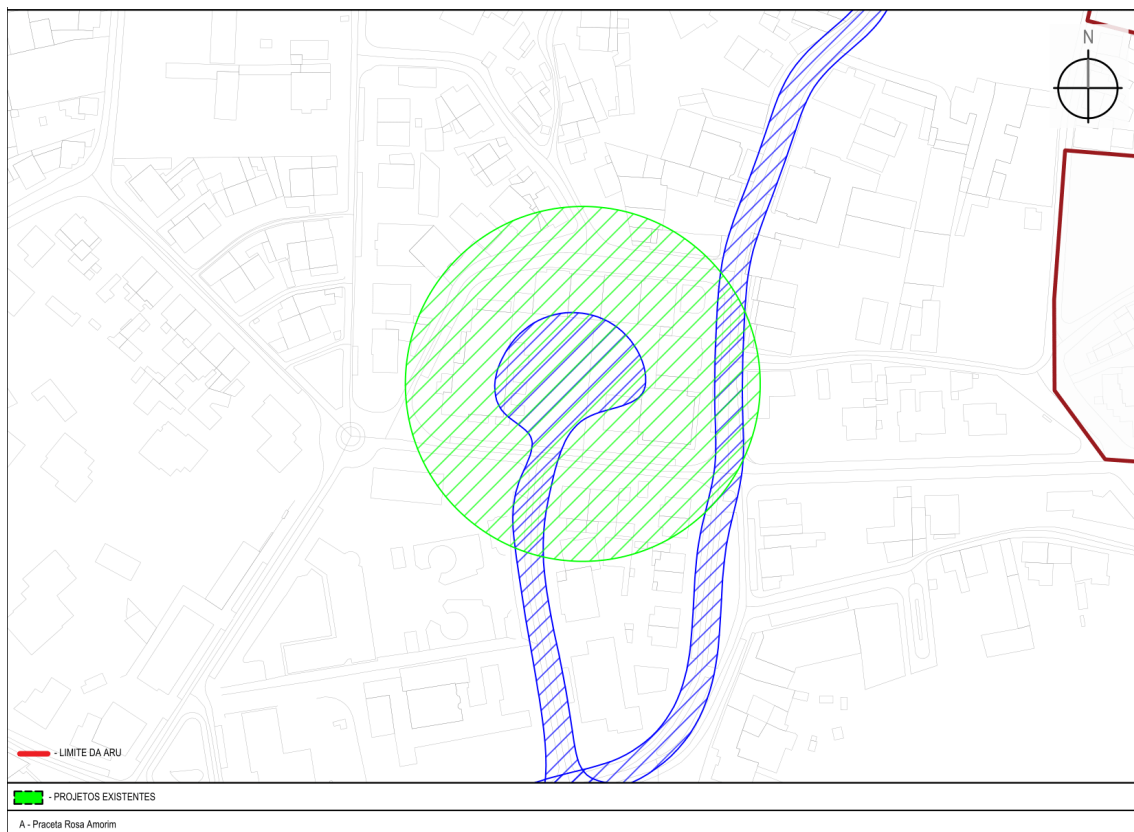 N
- LIMITE DA ARU
- PROJETOS EXISTENTES
A - Praceta Rosa Amorim